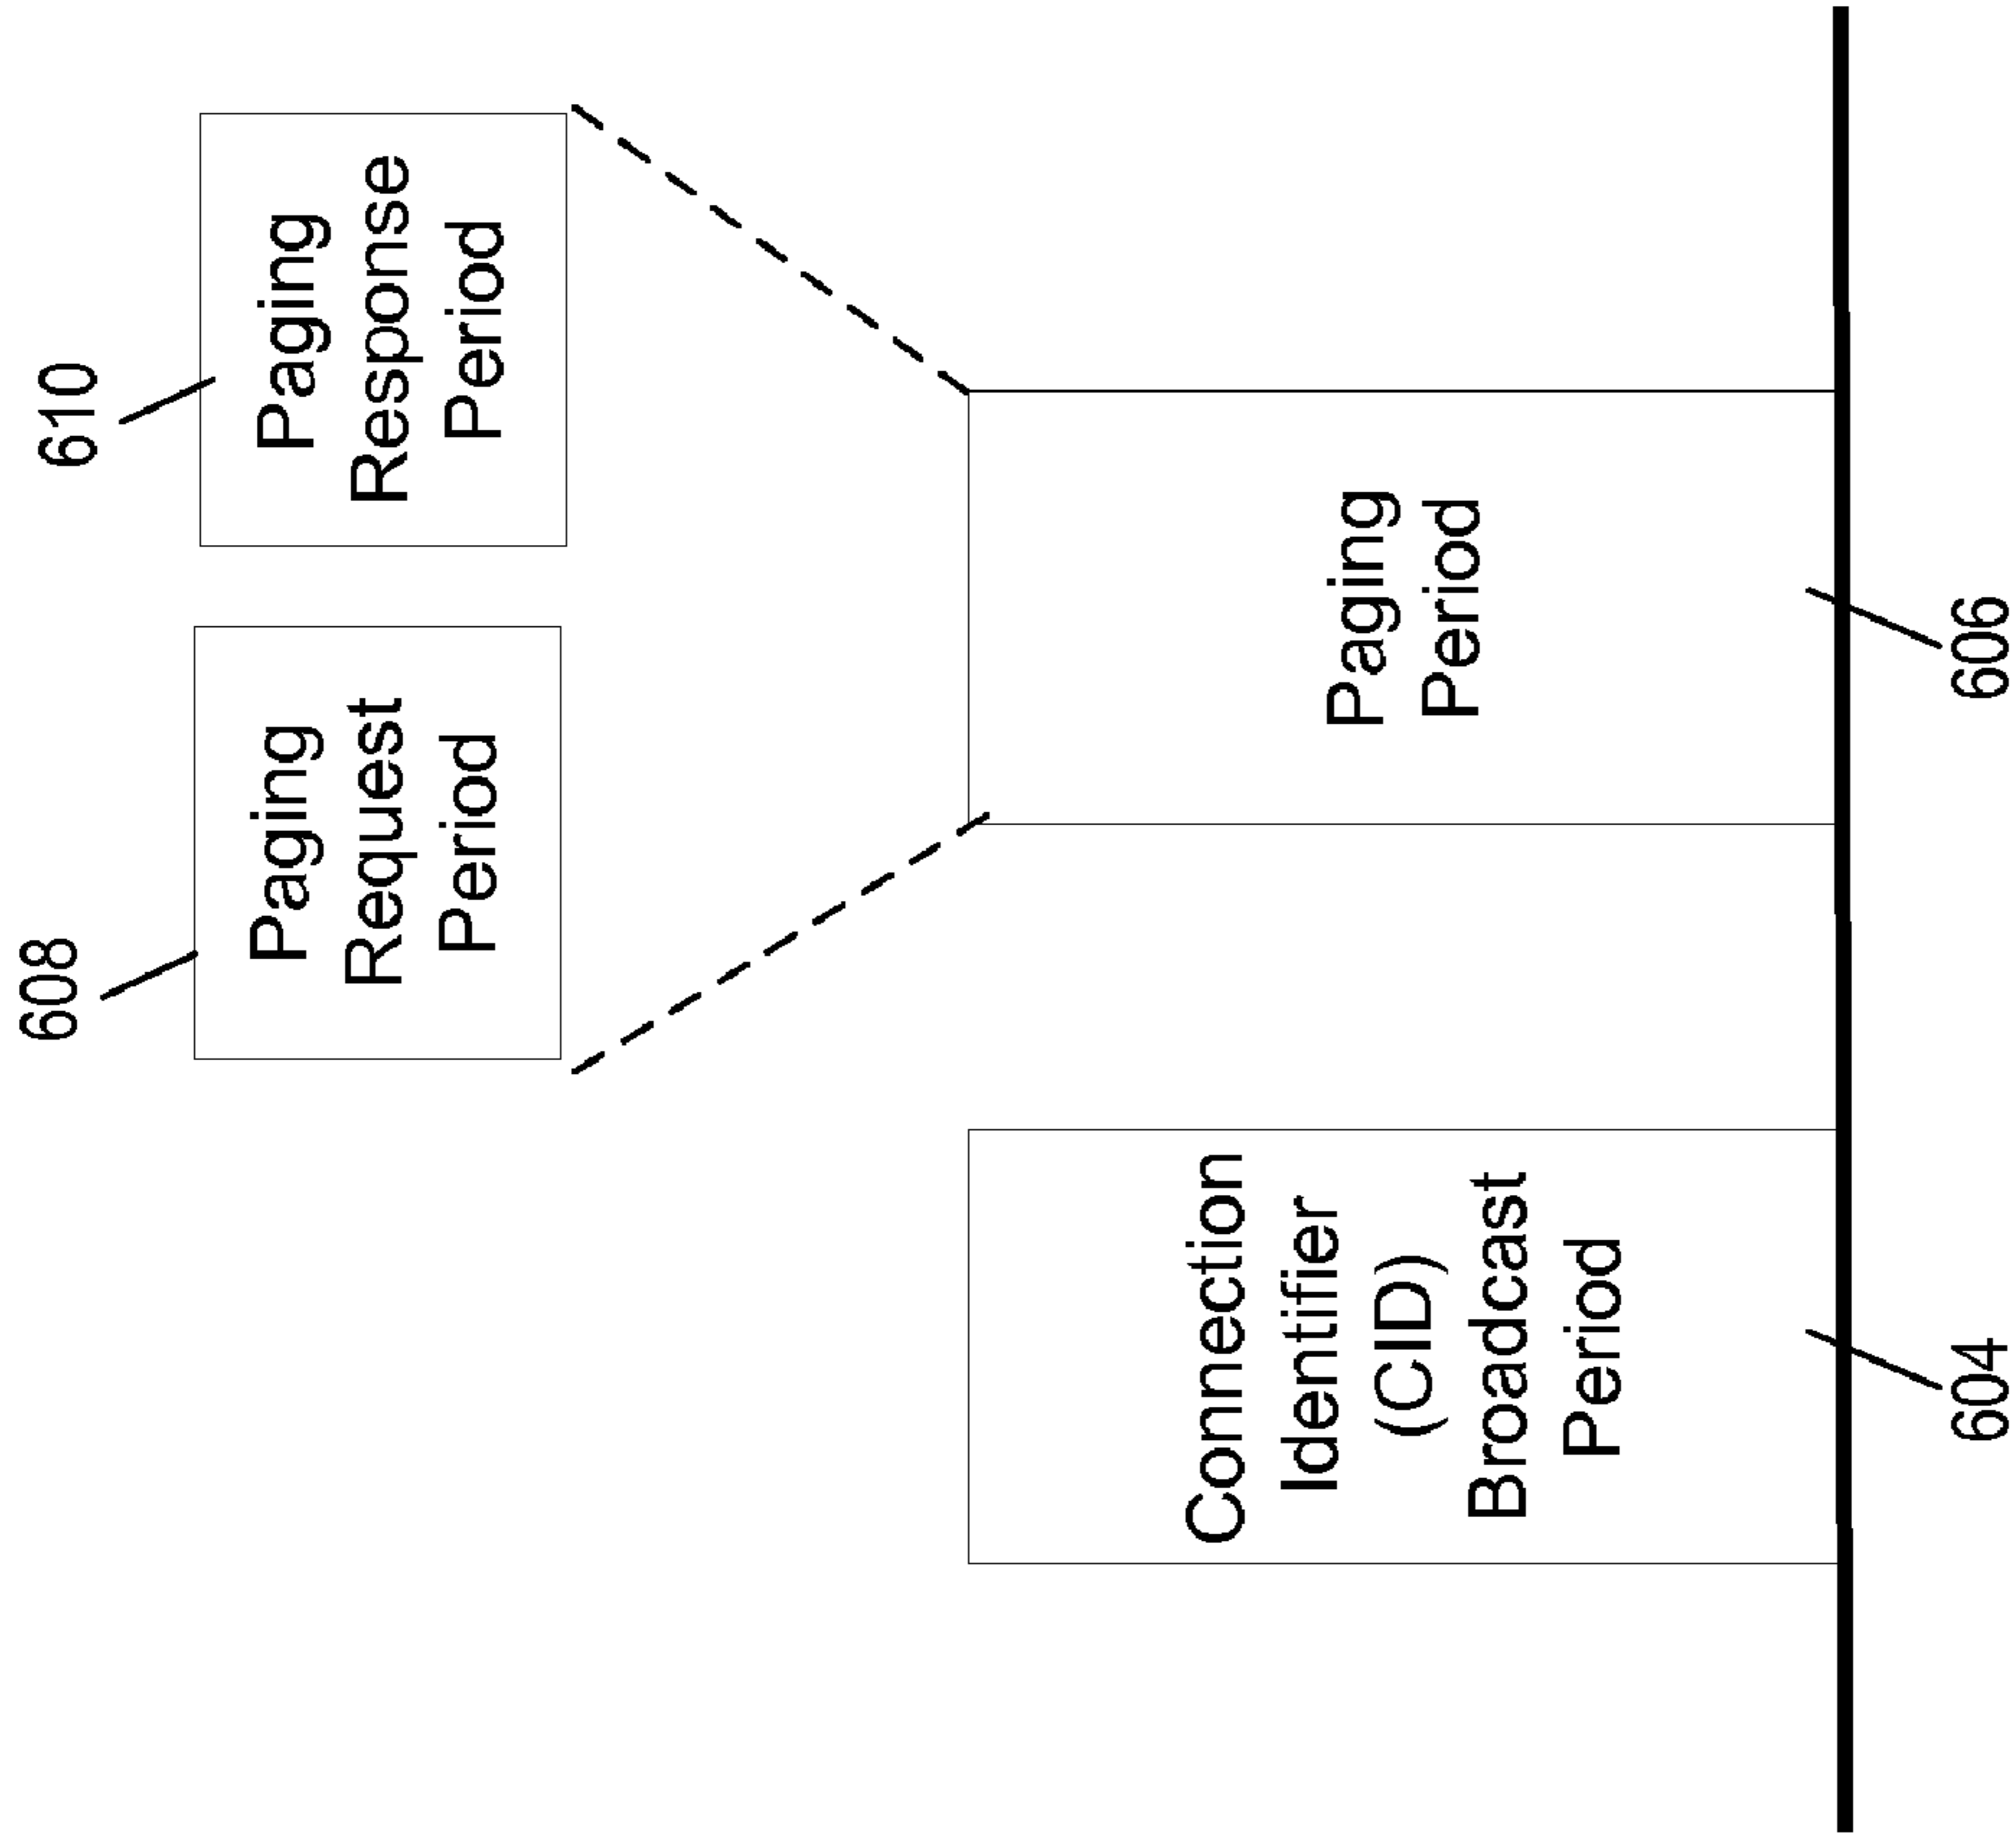 608
610
Paging
Request
Period
Paging
Response
Period
Connection
Identifier
(CID)
Broadcast
Period
Paging
Period
604
606